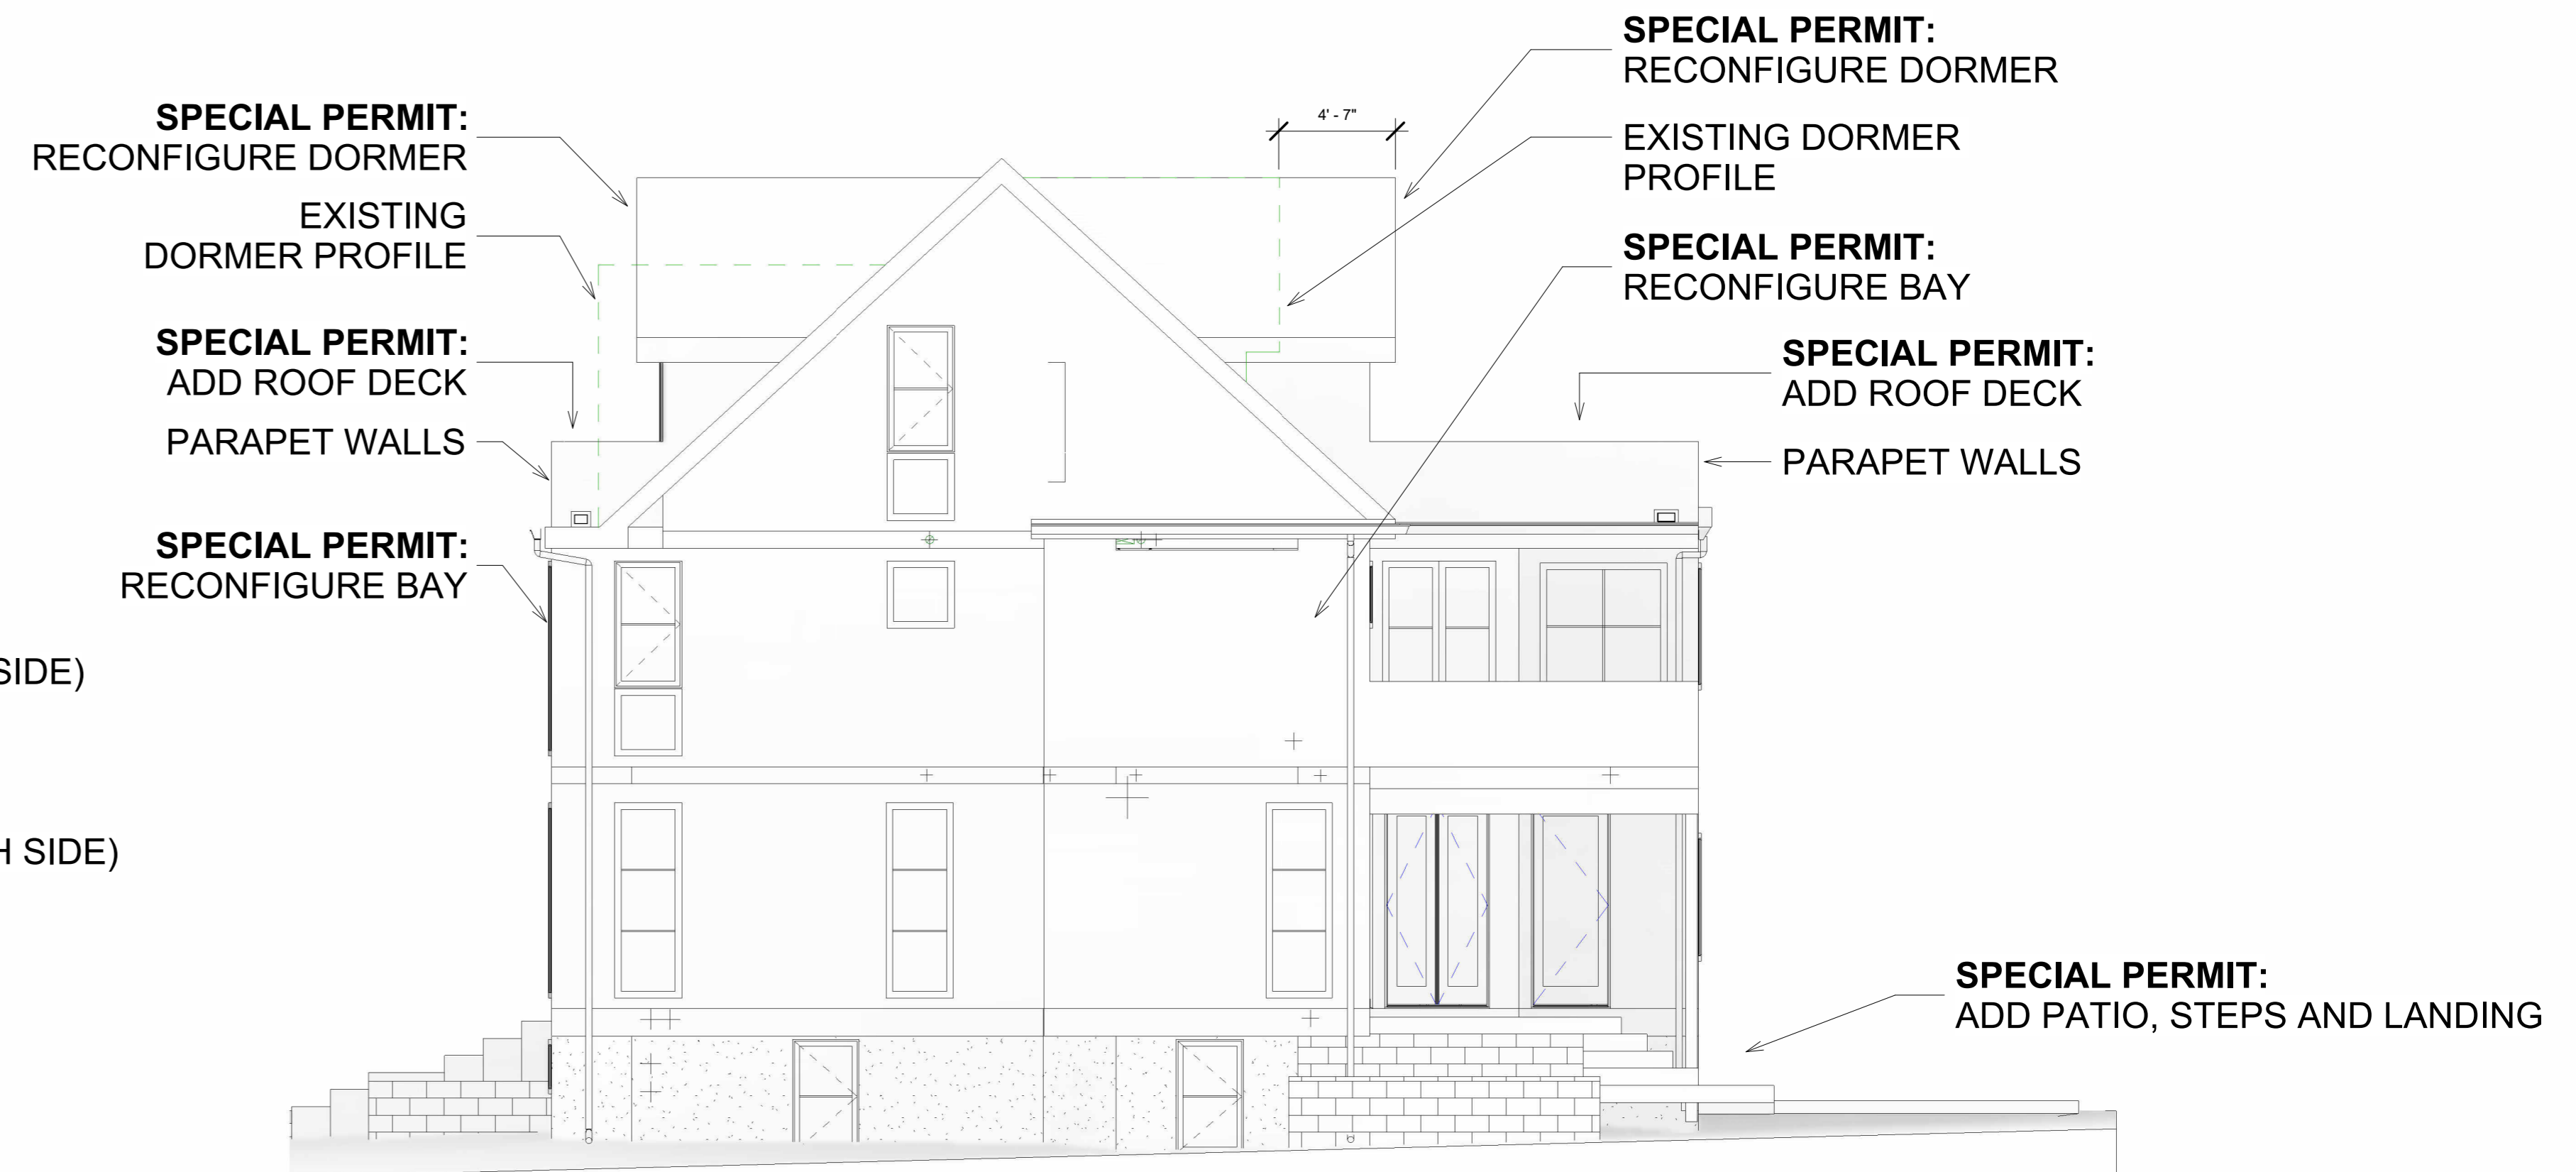 SPECIAL PERMIT:
RECONFIGURE DORMER
EXISTING
DORMER PROFILE
SPECIAL PERMIT:
ADD ROOF DECK
PARAPET WALLS
SPECIAL PERMIT:
RECONFIGURE BAY
SIDE)
H SIDE)
4' - 7"
SPECIAL PERMIT:
RECONFIGURE DORMER
EXISTING DORMER
PROFILE
SPECIAL PERMIT:
RECONFIGURE BAY
SPECIAL PERMIT:
ADD ROOF DECK
PARAPET WALLS
SPECIAL PERMIT:
ADD PATIO, STEPS AND LANDING